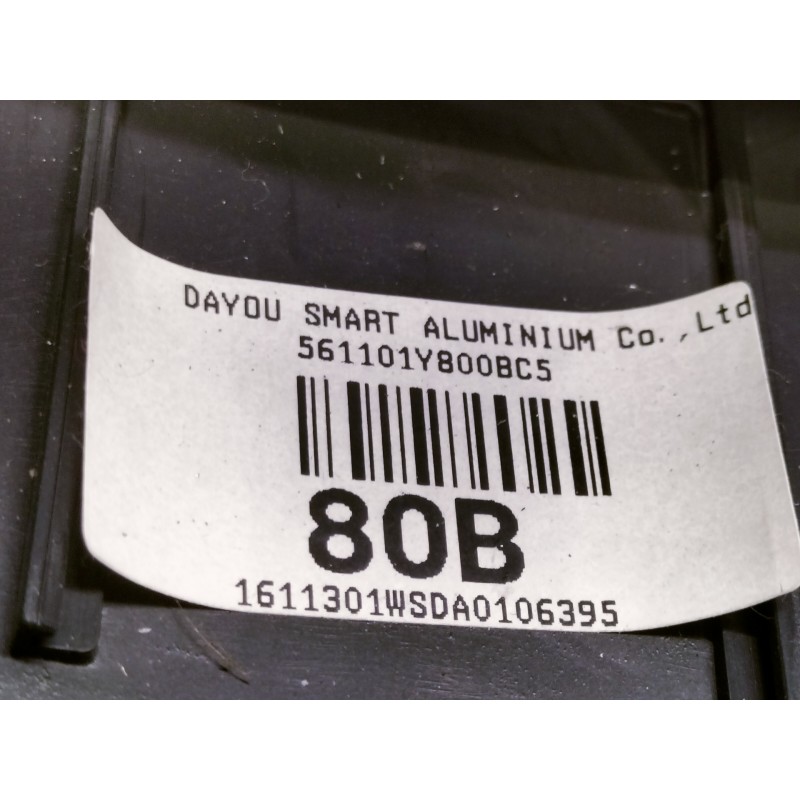 DAYOU SMART ALUMINIUM Co.,Ltd
561101Y800BC5
80B
1611301WSDA0106395